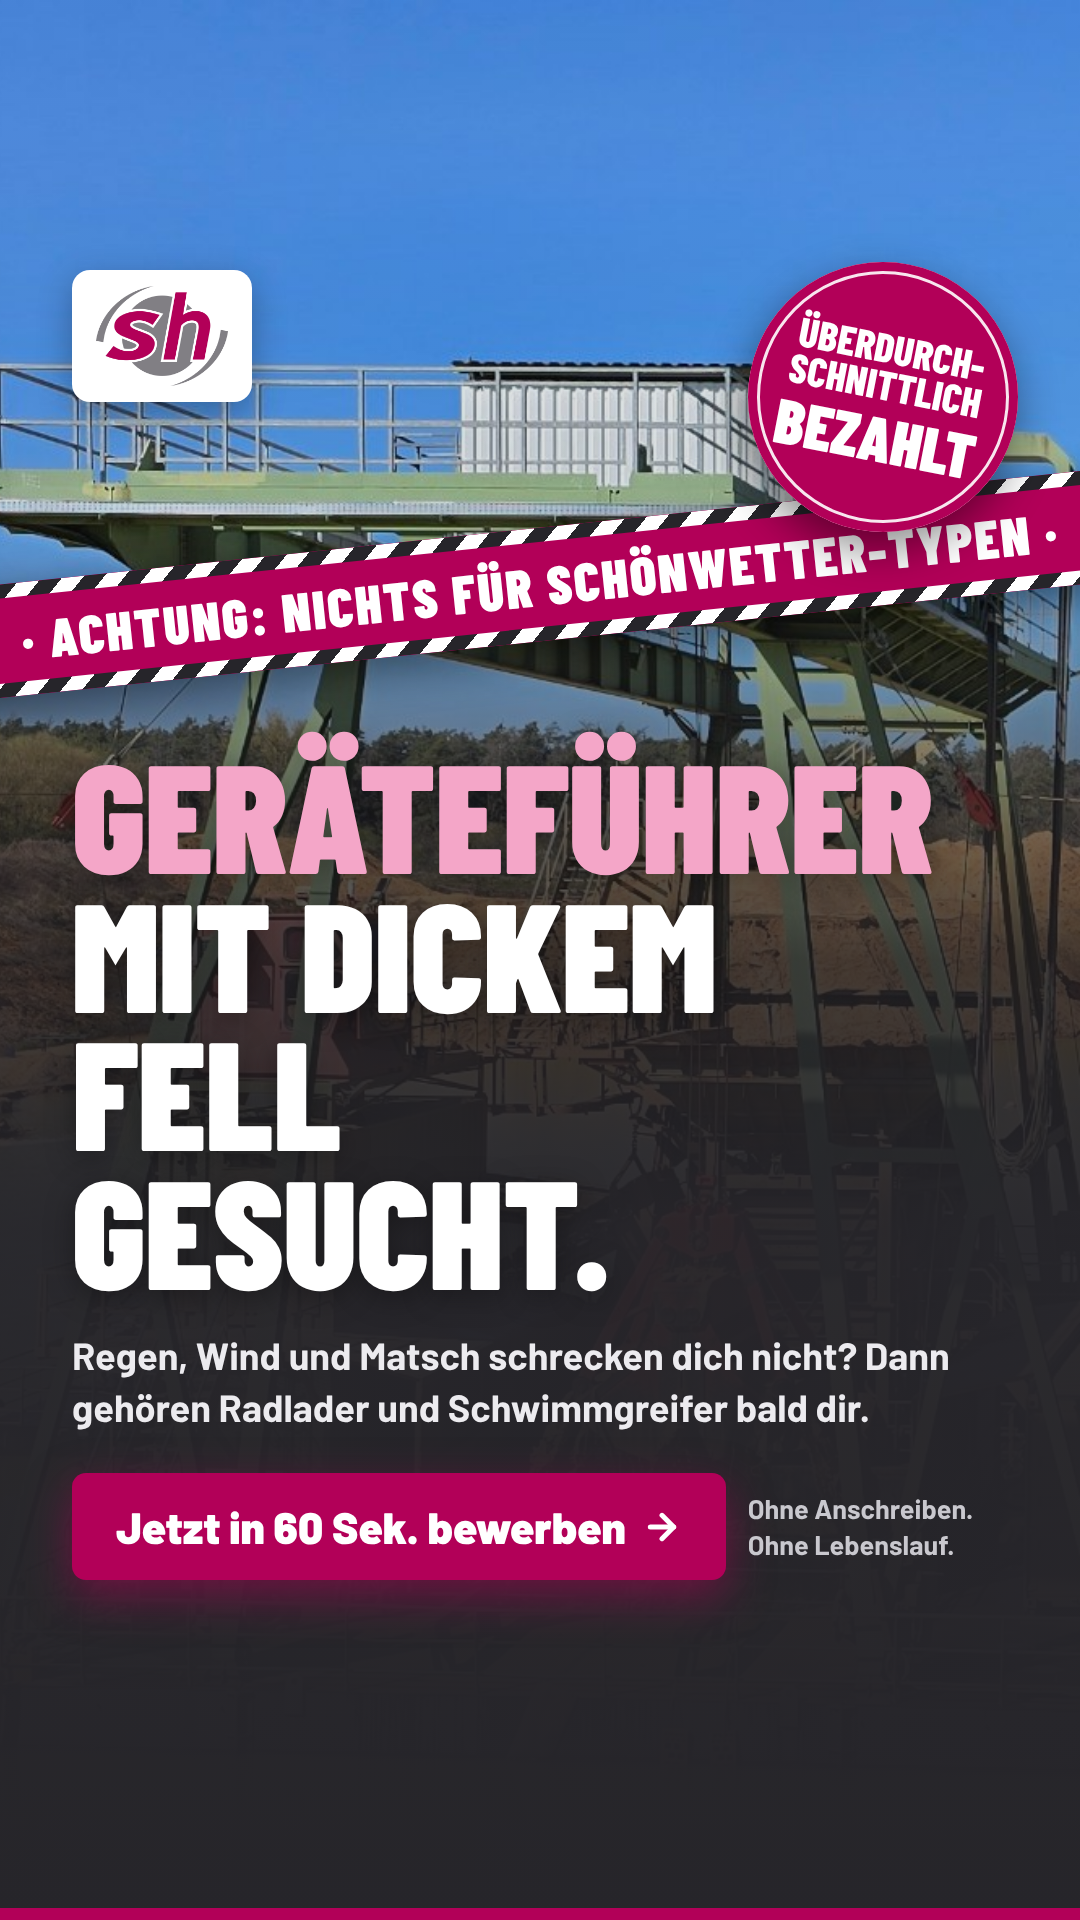 sh
ÜBERDURCH-
SCHNITTLICH
BEZAHLT
· ACHTUNG: NICHTS FÜR SCHÖNWETTER-TYPEN ·
GERÄTEFÜHRER
MIT DICKEM
FELL
GESUCHT.
Regen, Wind und Matsch schrecken dich nicht? Dann
gehören Radlader und Schwimmgreifer bald dir.
Jetzt in 60 Sek. bewerben →
Ohne Anschreiben.
Ohne Lebenslauf.